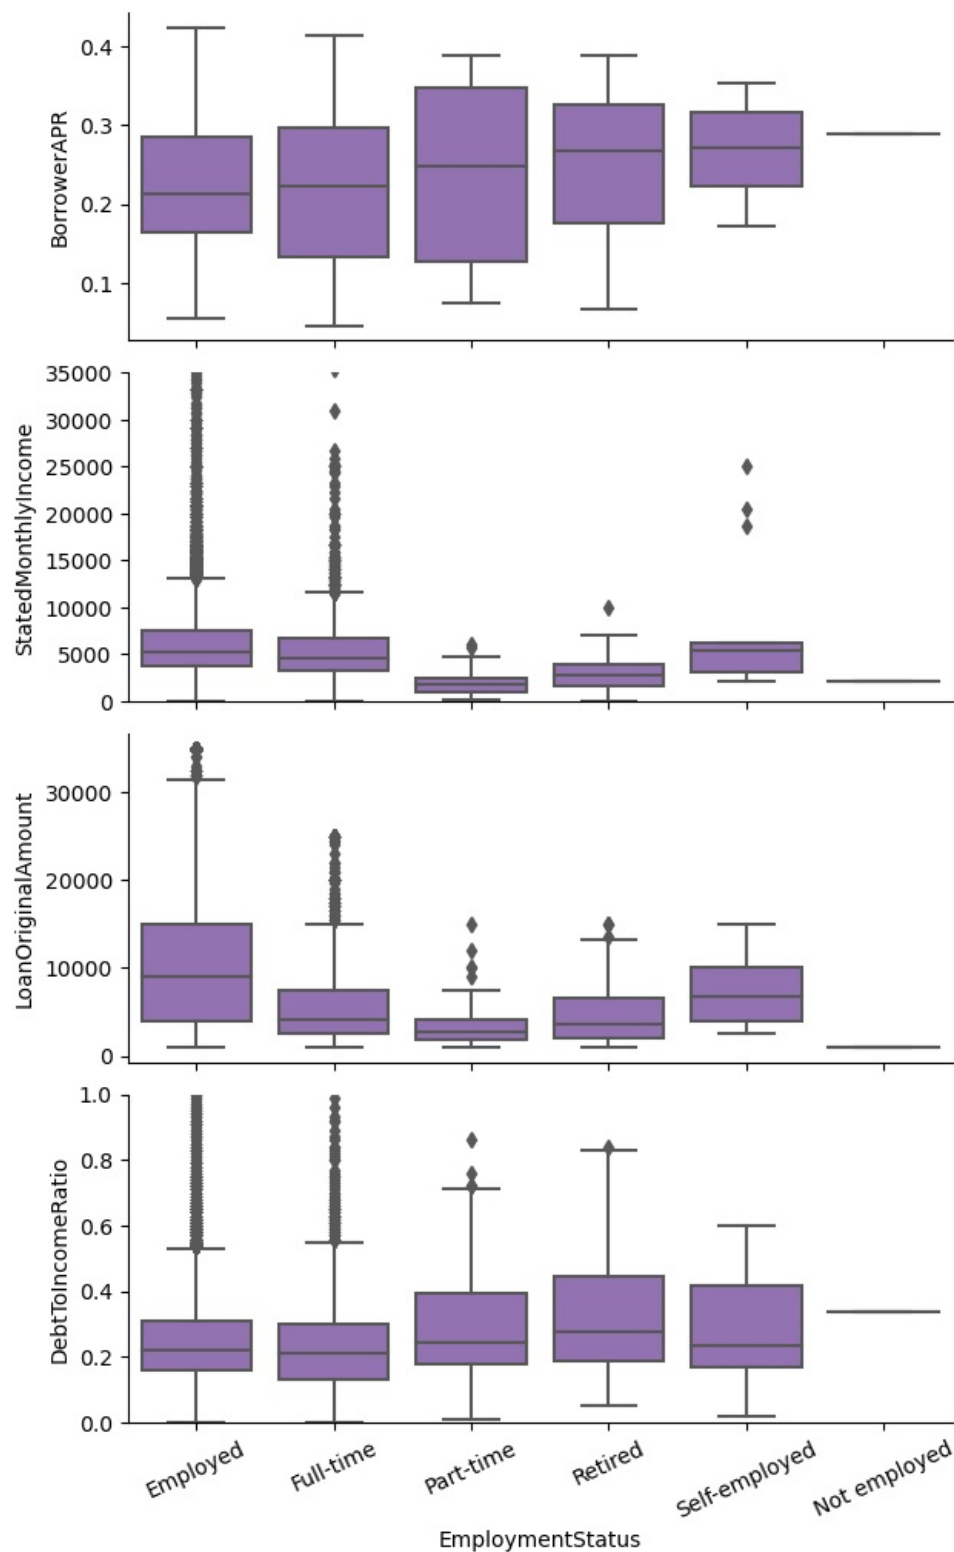 BorrowerAPR
0.4
0.3
0.2
0.1
StatedMonthlyIncome
35000
30000
25000
20000
15000
10000
5000
0
LoanOriginalAmount
30000
20000
10000
0
DebtToIncomeRatio
1.0
0.8
0.6
0.4
0.2
0.0
Employed
Full-time
Part-time
Retired
Self-employed
Not employed
EmploymentStatus